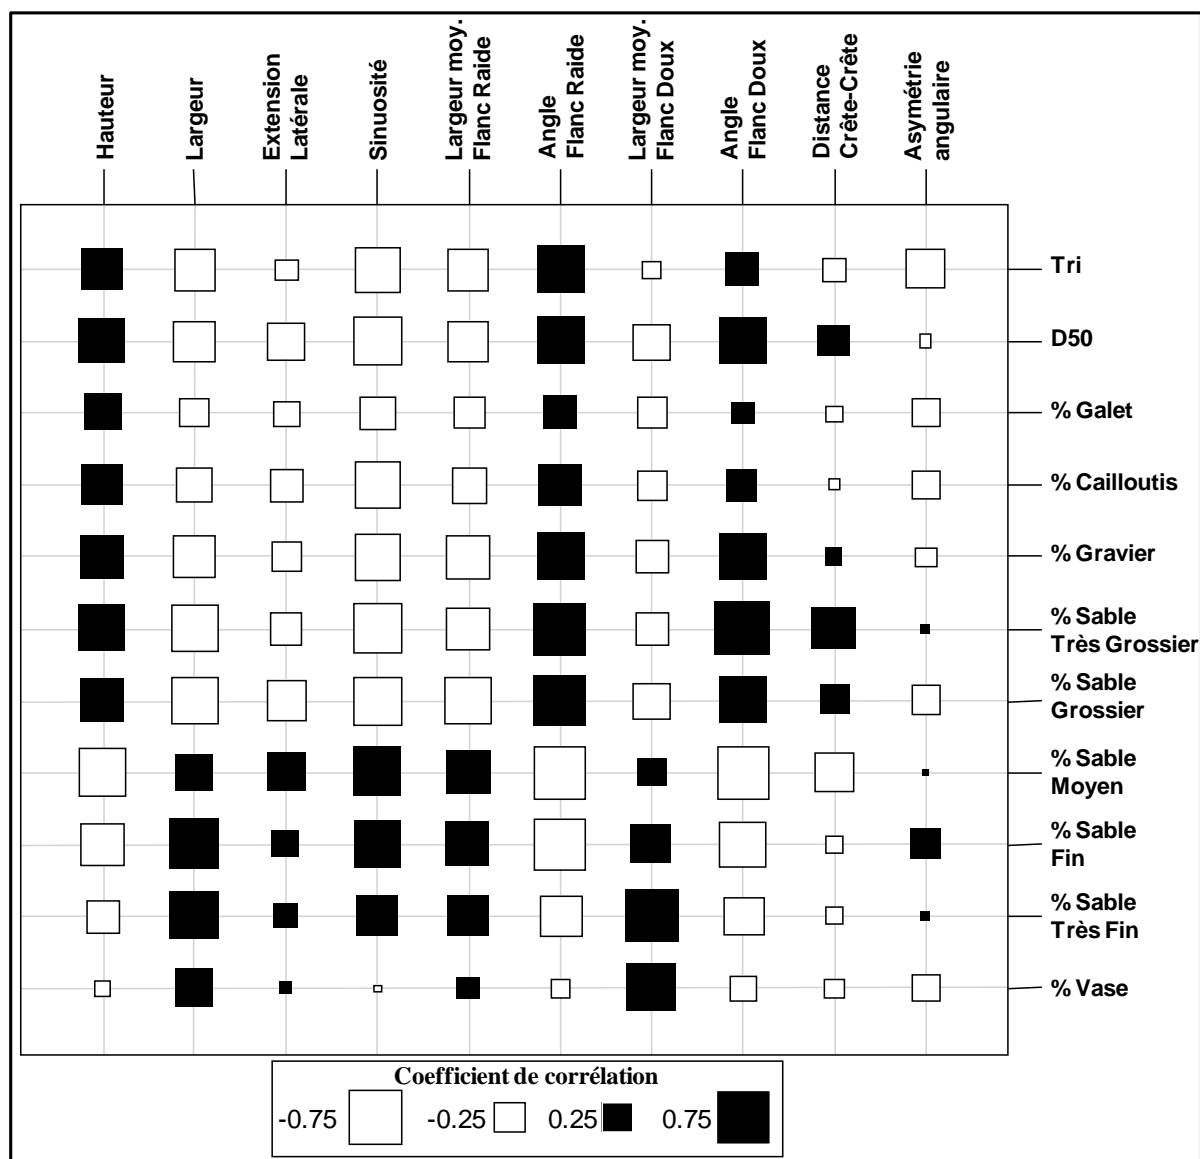 Hauteur
Largeur
Extension
Latérale
Sinuosité
Largeur moy.
Flanc Raide
Angle
Flanc Raide
Largeur moy.
Flanc Doux
Angle
Flanc Doux
Distance
Crête-Crête
Asymétrie
angulaire
Tri
D50
% Galet
% Cailloutis
% Gravier
% Sable
Très Grossier
% Sable
Grossier
% Sable
Moyen
% Sable
Fin
% Sable
Très Fin
% Vase
Coefficient de corrélation
-0.75 -0.25 0.25 0.75